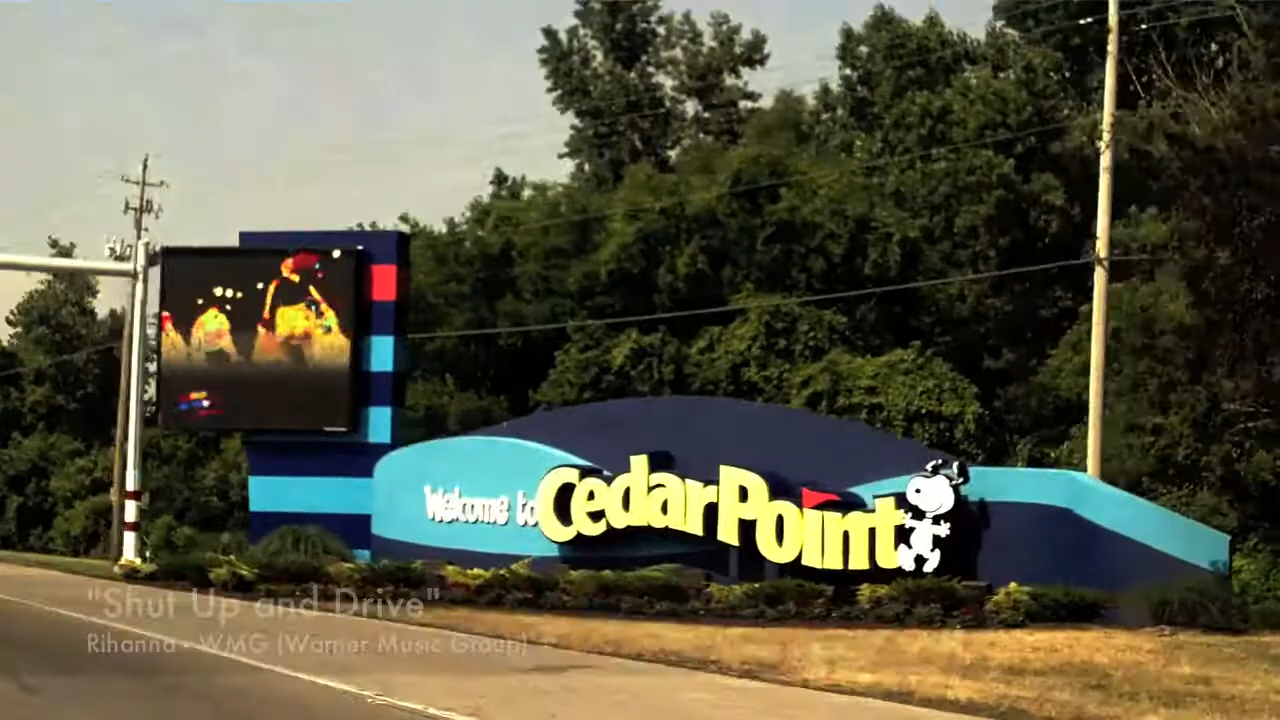 Welcome to CedarPoint
"Shut Up and Drive"
Rihanna - WMG (Warner Music Group)